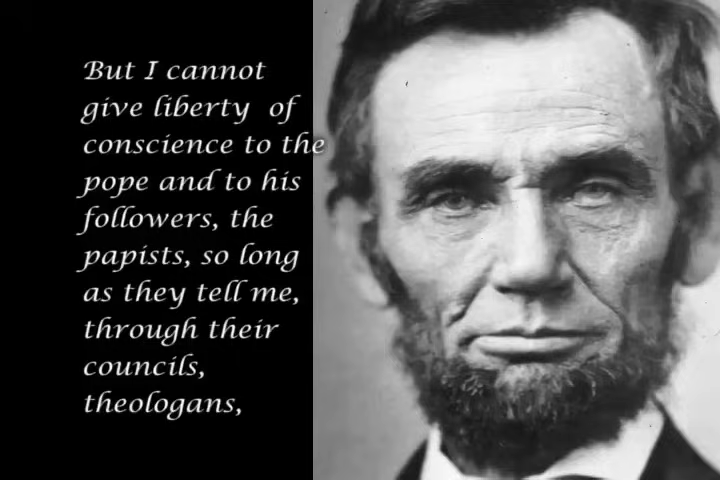 But I cannot
give liberty of
conscience to the
pope and to his
followers, the
papists, so long
as they tell me,
through their
councils,
theologans,